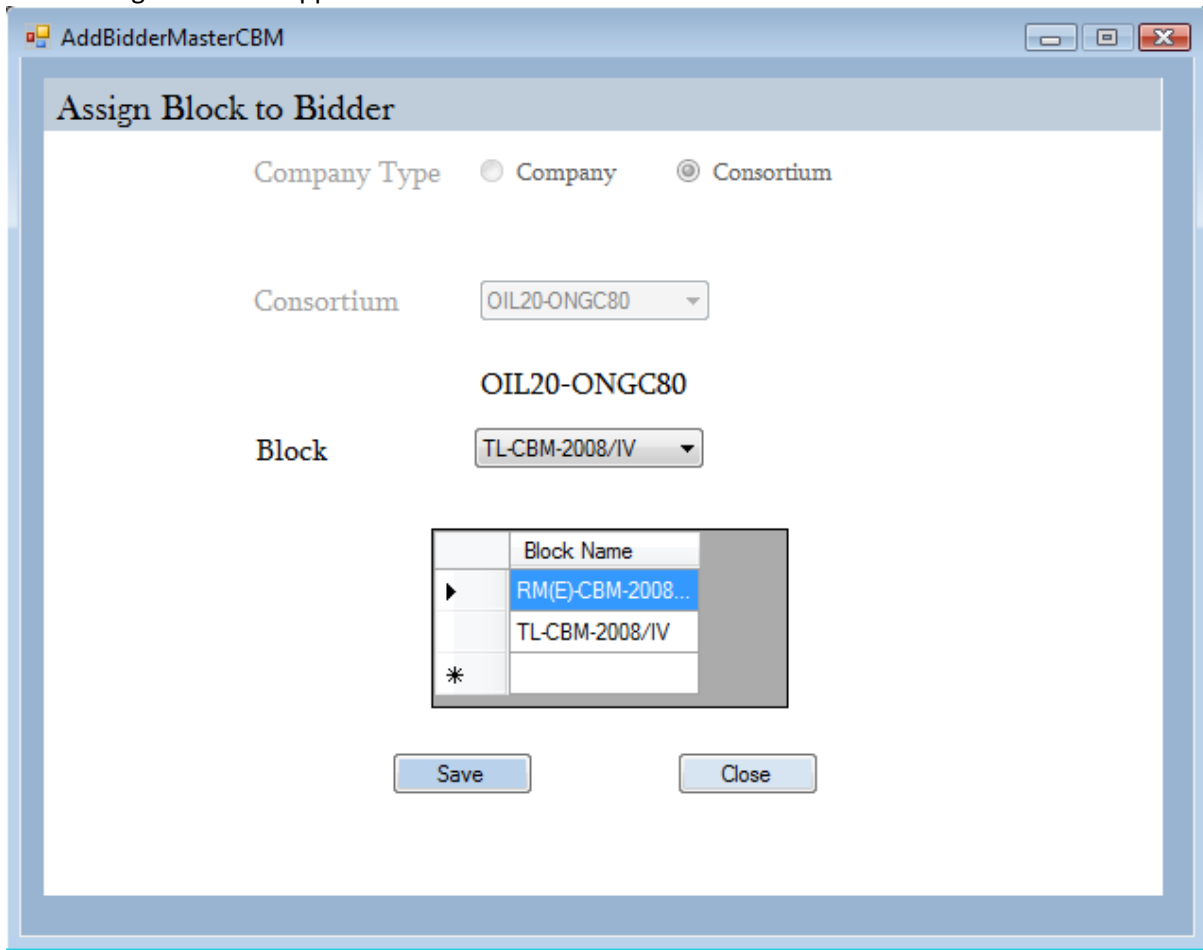 AddBidderMasterCBM
Assign Block to Bidder
Company Type Company Consortium
Consortium OIL20-ONGC80
OIL20-ONGC80
Block TL-CBM-2008/IV
Block Name
RM(E)-CBM-2008...
TL-CBM-2008/IV
Save Close